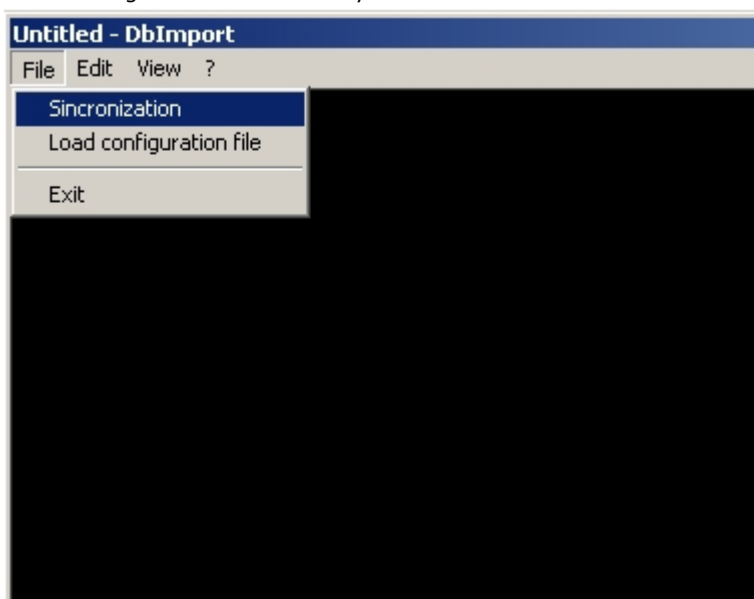 Untitled - DbImport
File Edit View ?
Sincronization
Load configuration file
Exit